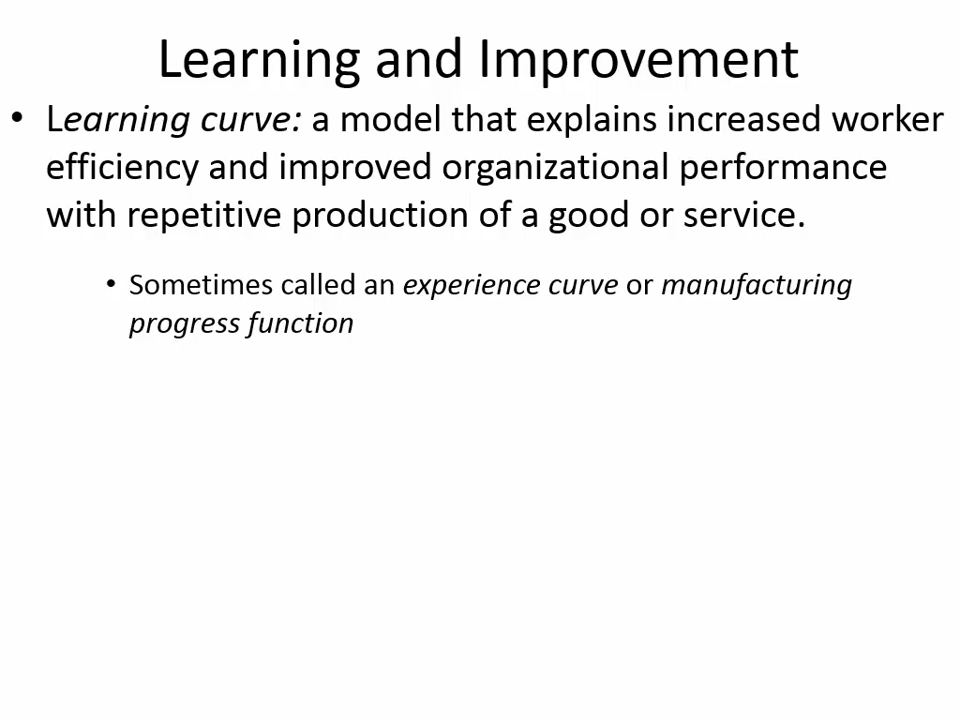 Learning and Improvement
• Learning curve: a model that explains increased worker
efficiency and improved organizational performance
with repetitive production of a good or service.
• Sometimes called an experience curve or manufacturing
progress function